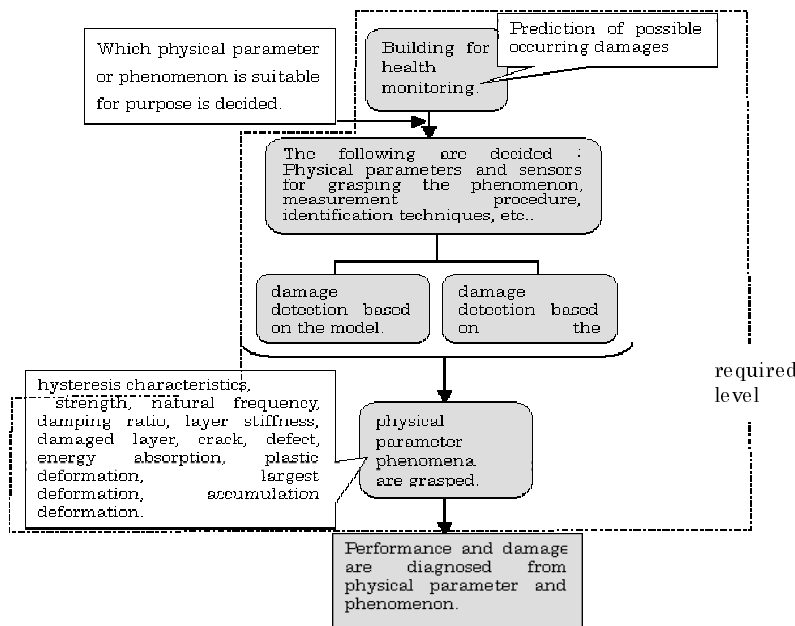 Which physical parameter
or phenomenon is suitable
for purpose is decided.
Building for
health
monitoring.
Prediction of possible
occurring damages
The following are decided :
Physical parameters and sensors
for grasping the phenomenon,
measurement procedure,
identification techniques, etc..
damage
detection based
on the model.
damage
detection based
on the
required
level
hysteresis characteristics,
strength, natural frequency,
damping ratio, layer stiffness,
damaged layer, crack, defect,
energy absorption, plastic
deformation, largest
deformation, accumulation
deformation.
physical
parameter
phenomena
are grasped.
Performance and damage
are diagnosed from
physical parameter and
phenomenon.